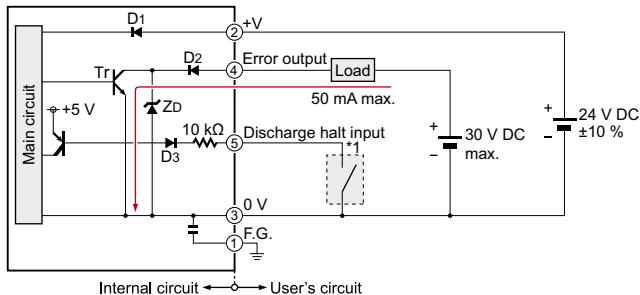 D1
2
+V
D2
4
Error output
Load
Tr
50 mA max.
+5 V
ZD
Main circuit
10 kΩ
5
Discharge halt input
D3
*1
+
30 V DC
max.
−
+
24 V DC
±10 %
−
3
0 V
1
F.G.
Internal circuit
User's circuit